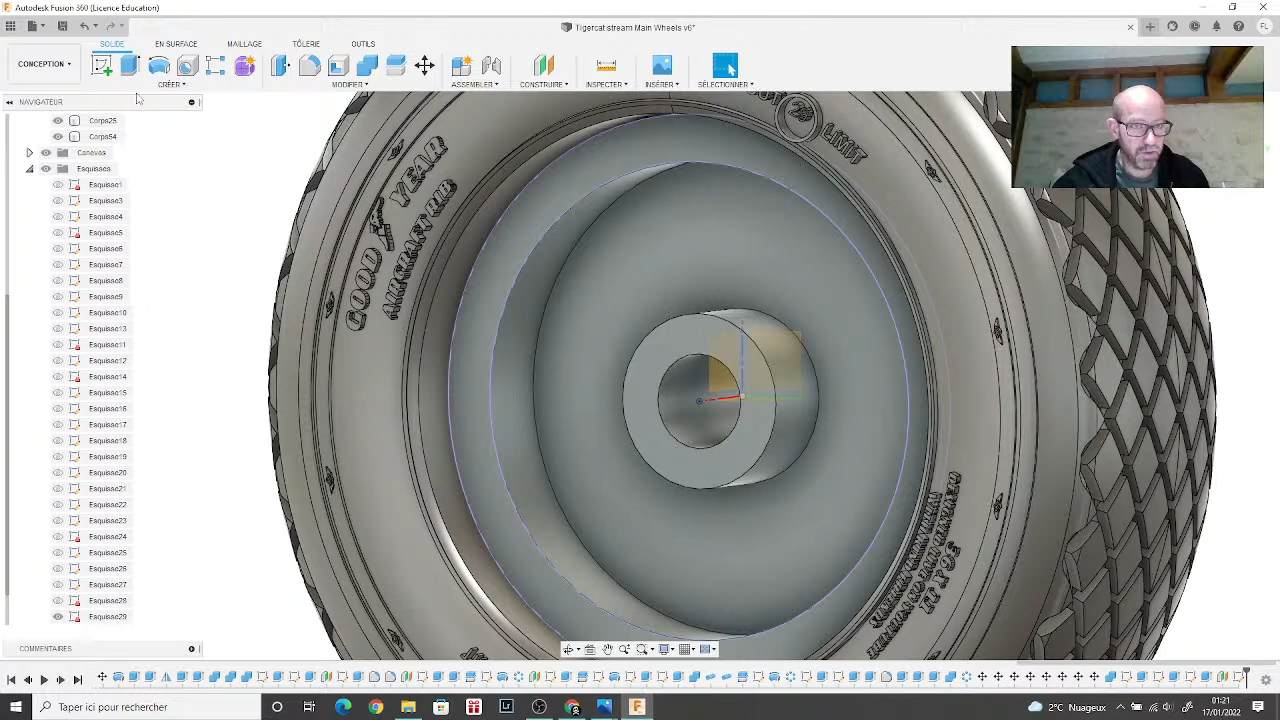 Autodesk Fusion 360 (Licence Education)
Tigercat stream Main Wheels v6*
FL
SOLIDE EN SURFACE MAILLAGE TÔLERIE OUTILS
CONCEPTION
CRÉER MODIFIER ASSEMBLER CONSTRUIRE INSPECTER INSÉRER SÉLECTIONNER
NAVIGATEUR
Corps25
Corps54
Canevas
Esquisses
Esquisse1
Esquisse3
Esquisse4
Esquisse5
Esquisse6
Esquisse7
Esquisse8
Esquisse9
Esquisse10
Esquisse13
Esquisse11
Esquisse12
Esquisse14
Esquisse15
Esquisse16
Esquisse17
Esquisse18
Esquisse19
Esquisse20
Esquisse21
Esquisse22
Esquisse23
Esquisse24
Esquisse25
Esquisse26
Esquisse27
Esquisse28
Esquisse29
GOOD YEAR
AIRCRAFT RIB
LIMIT
COMMENTAIRES
Taper ici pour rechercher
2°C Nuageux
01:21
17/01/2022